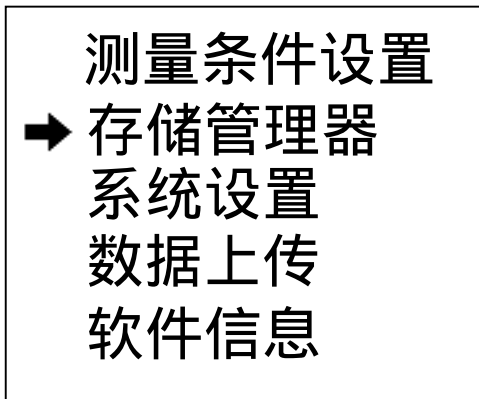 测量条件设置
存储管理器
系统设置
数据上传
软件信息